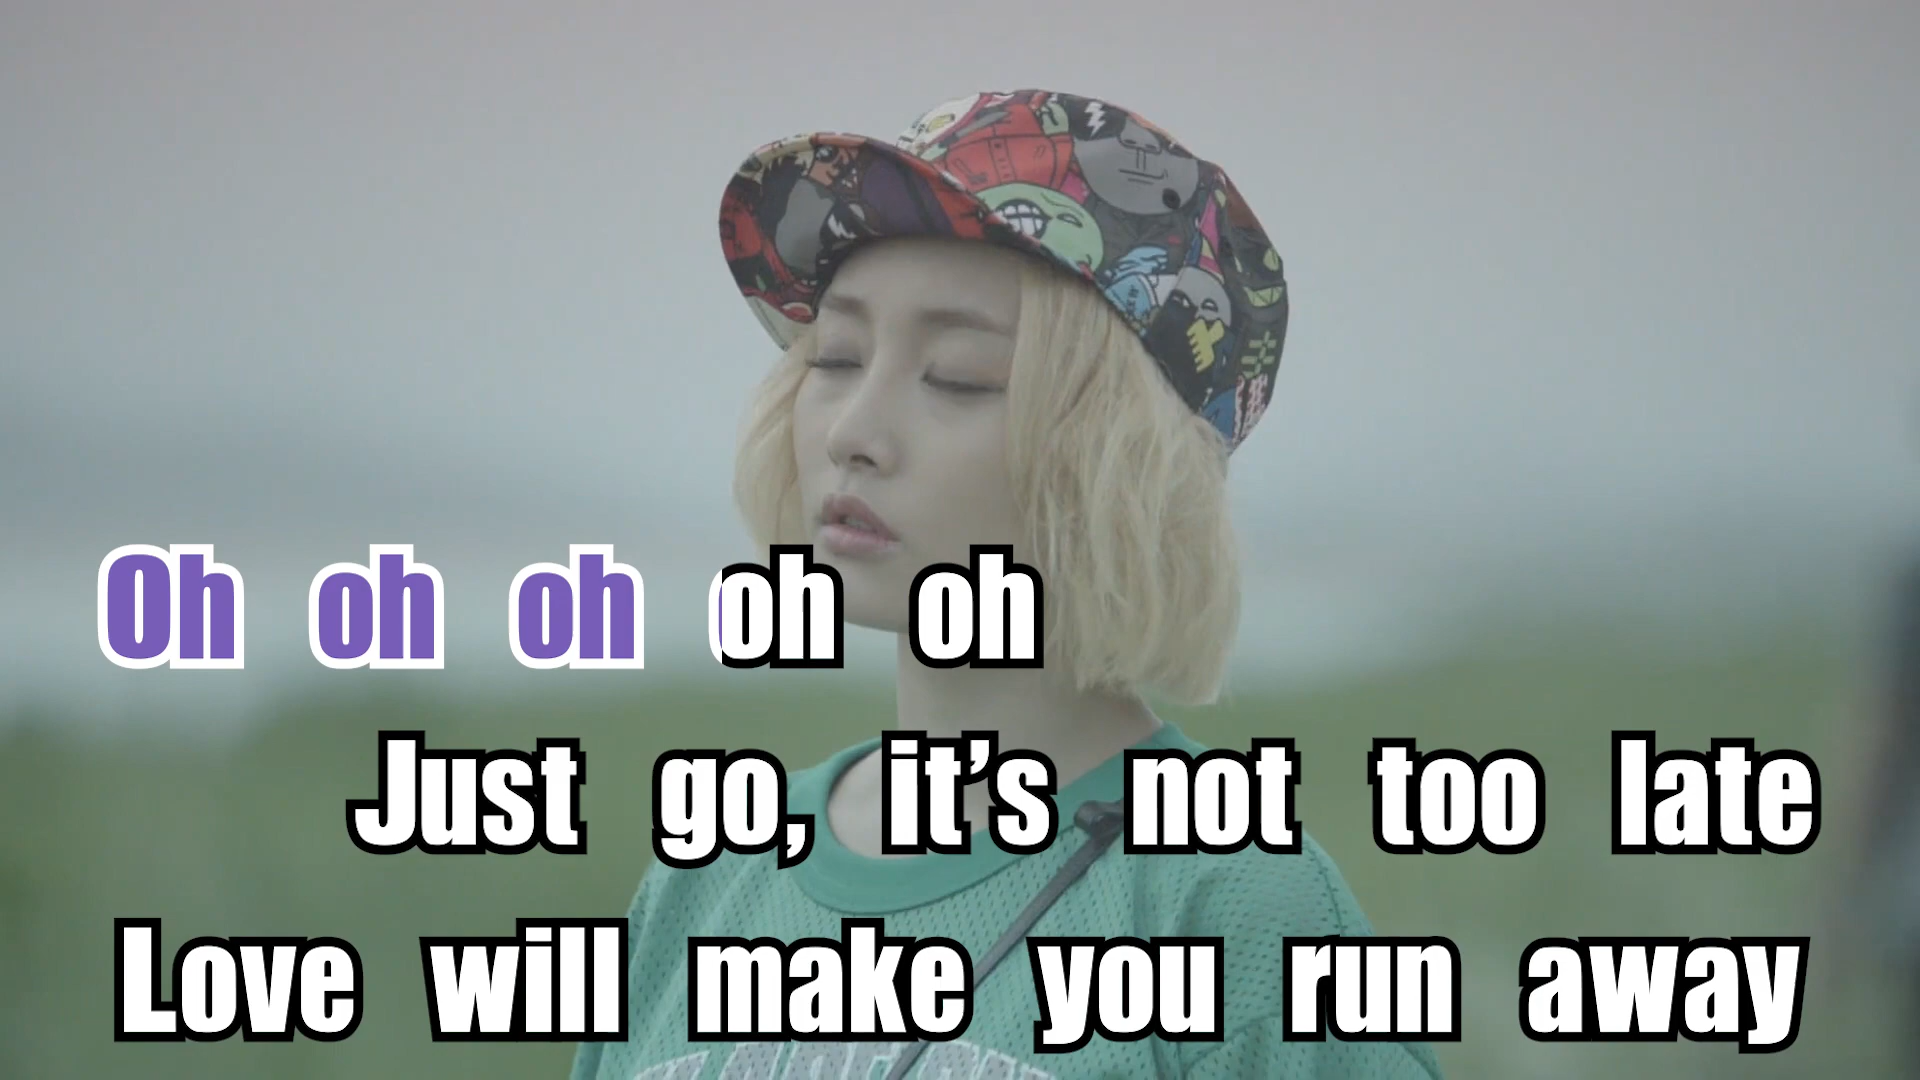 Oh oh oh oh oh
Just go, it's not too late
Love will make you run away